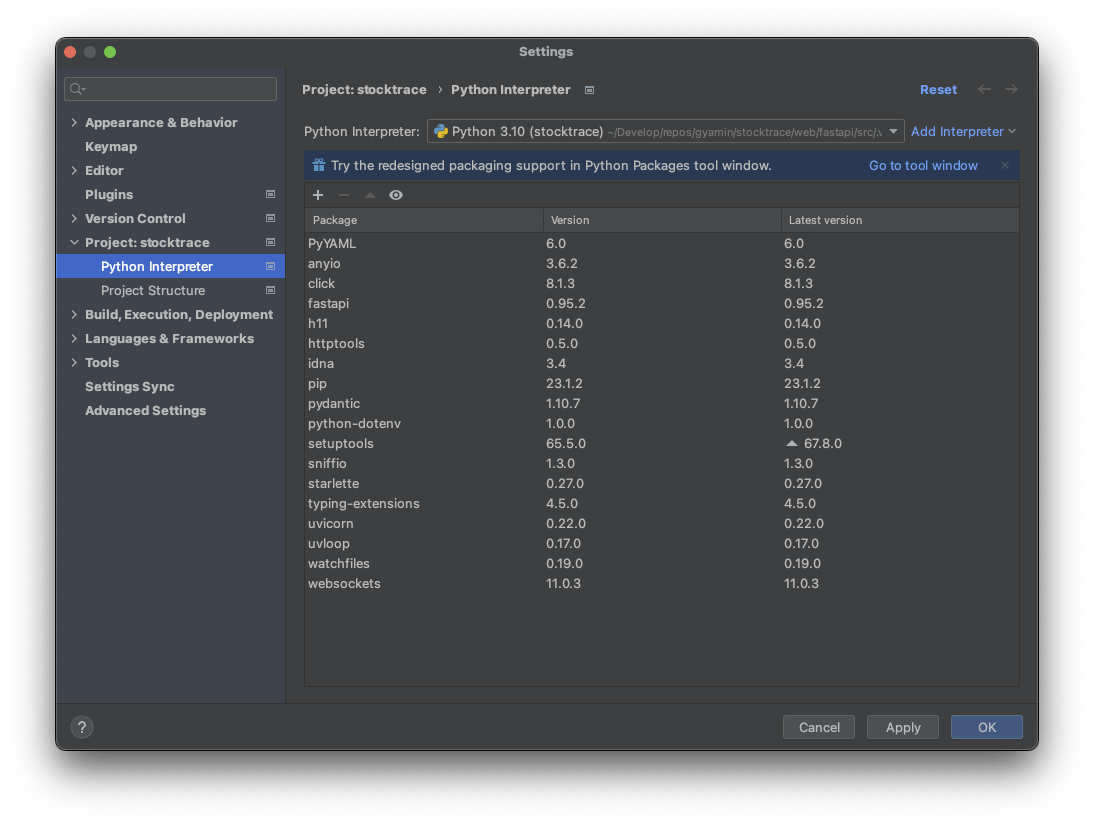 Settings
Project: stocktrace › Python Interpreter
Reset
Appearance & Behavior
Keymap
Editor
Plugins
Version Control
Project: stocktrace
Python Interpreter
Project Structure
Build, Execution, Deployment
Languages & Frameworks
Tools
Settings Sync
Advanced Settings
Python Interpreter: Python 3.10 (stocktrace) ~/Develop/repos/gyamin/stocktrace/web/fastapi/src/.v Add Interpreter
Try the redesigned packaging support in Python Packages tool window. Go to tool window
Package Version Latest version
PyYAML 6.0 6.0
anyio 3.6.2 3.6.2
click 8.1.3 8.1.3
fastapi 0.95.2 0.95.2
h11 0.14.0 0.14.0
httptools 0.5.0 0.5.0
idna 3.4 3.4
pip 23.1.2 23.1.2
pydantic 1.10.7 1.10.7
python-dotenv 1.0.0 1.0.0
setuptools 65.5.0 67.8.0
sniffio 1.3.0 1.3.0
starlette 0.27.0 0.27.0
typing-extensions 4.5.0 4.5.0
uvicorn 0.22.0 0.22.0
uvloop 0.17.0 0.17.0
watchfiles 0.19.0 0.19.0
websockets 11.0.3 11.0.3
? Cancel Apply OK